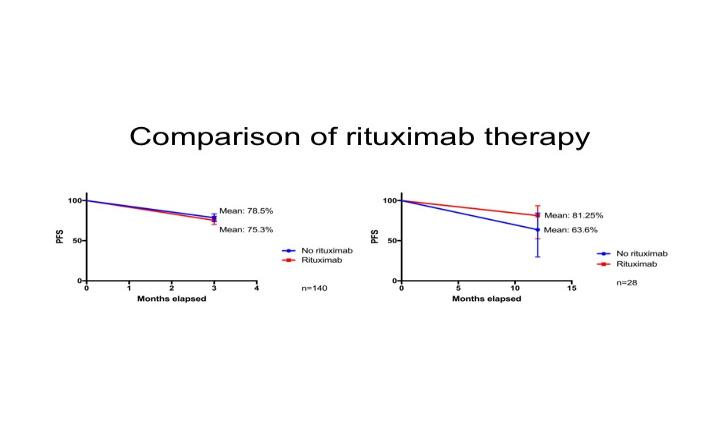 Comparison of rituximab therapy
100
50
0
PFS
0 1 2 3 4
Months elapsed
Mean: 78.5%
Mean: 75.3%
No rituximab
Rituximab
n=140
100
50
0
PFS
0 5 10 15
Months elapsed
Mean: 81.25%
Mean: 63.6%
No rituximab
Rituximab
n=28